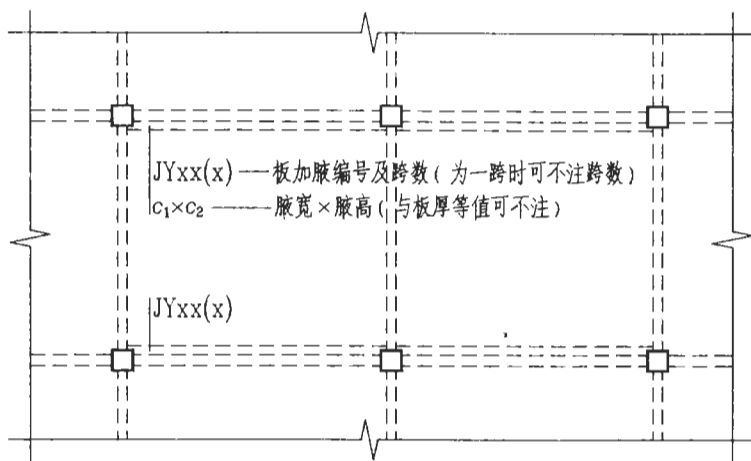 JYxx(x) — 板加腋编号及跨数( 为一跨时可不注跨数)
c₁×c₂ —— 腋宽×腋高( 与板厚等值可不注)
JYxx(x)